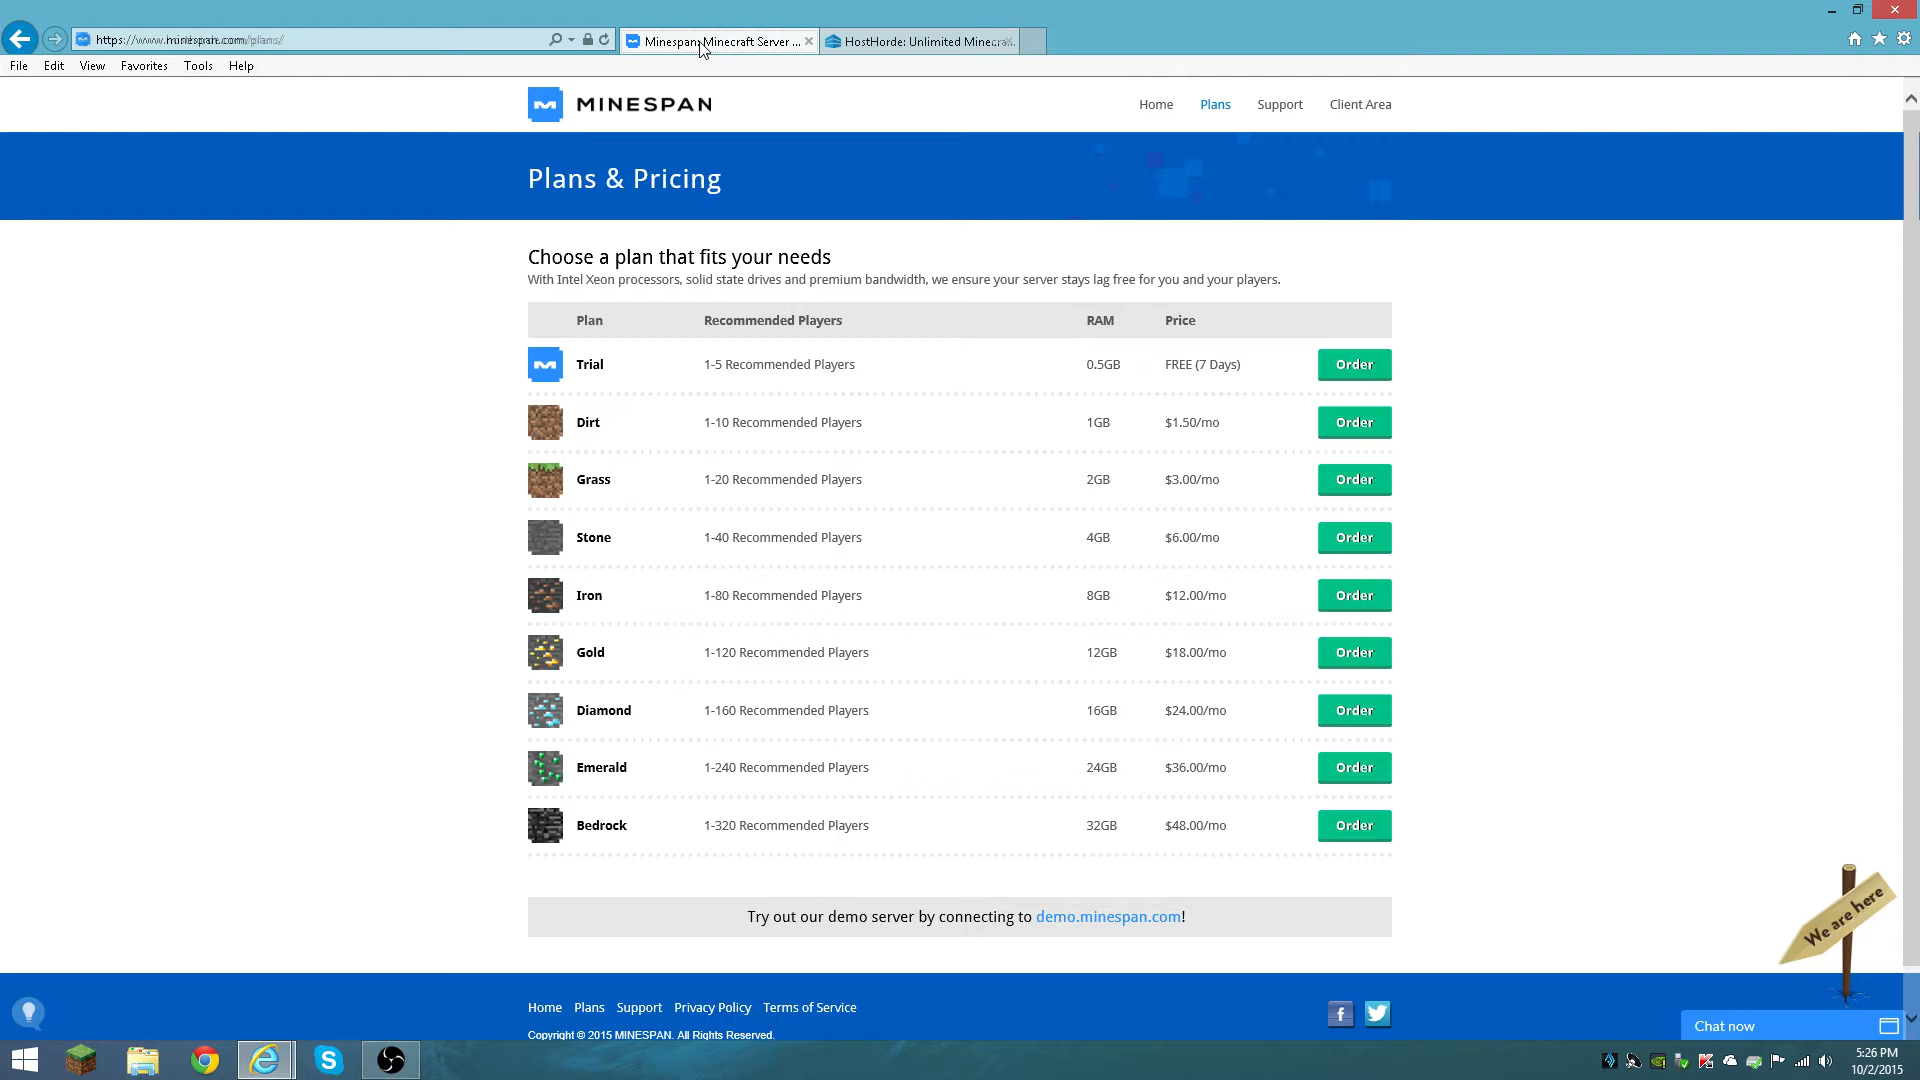 https://www.minespan.com/plans/
Minespan: Minecraft Server ...
HostHorde: Unlimited Minecra...
File Edit View Favorites Tools Help
MINESPAN
Home Plans Support Client Area
Plans & Pricing
Choose a plan that fits your needs
With Intel Xeon processors, solid state drives and premium bandwidth, we ensure your server stays lag free for you and your players.
Plan Recommended Players RAM Price
Trial 1-5 Recommended Players 0.5GB FREE (7 Days) Order
Dirt 1-10 Recommended Players 1GB $1.50/mo Order
Grass 1-20 Recommended Players 2GB $3.00/mo Order
Stone 1-40 Recommended Players 4GB $6.00/mo Order
Iron 1-80 Recommended Players 8GB $12.00/mo Order
Gold 1-120 Recommended Players 12GB $18.00/mo Order
Diamond 1-160 Recommended Players 16GB $24.00/mo Order
Emerald 1-240 Recommended Players 24GB $36.00/mo Order
Bedrock 1-320 Recommended Players 32GB $48.00/mo Order
Try out our demo server by connecting to demo.minespan.com!
We are here
Home Plans Support Privacy Policy Terms of Service
Copyright © 2015 MINESPAN. All Rights Reserved.
Chat now
5:26 PM
10/2/2015